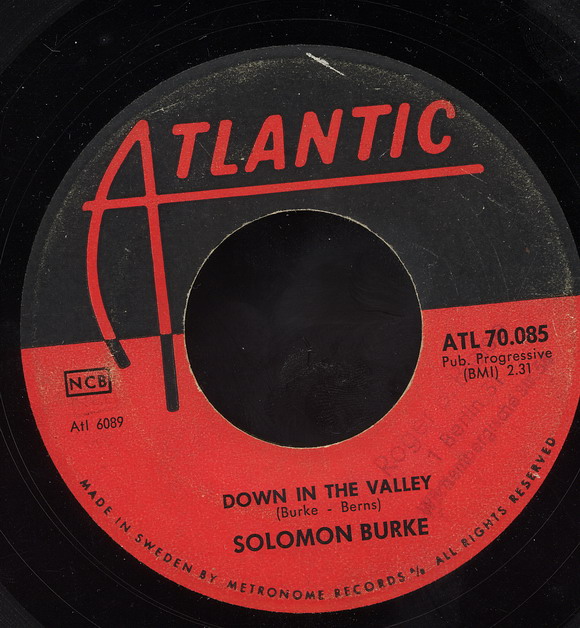 ATLANTIC
ATL 70.085
Pub. Progressive
(BMI) 2.31
NCB
Atl 6089
DOWN IN THE VALLEY
(Burke - Berns)
SOLOMON BURKE
MADE IN SWEDEN BY METRONOME RECORDS A/B ALL RIGHTS RESERVED